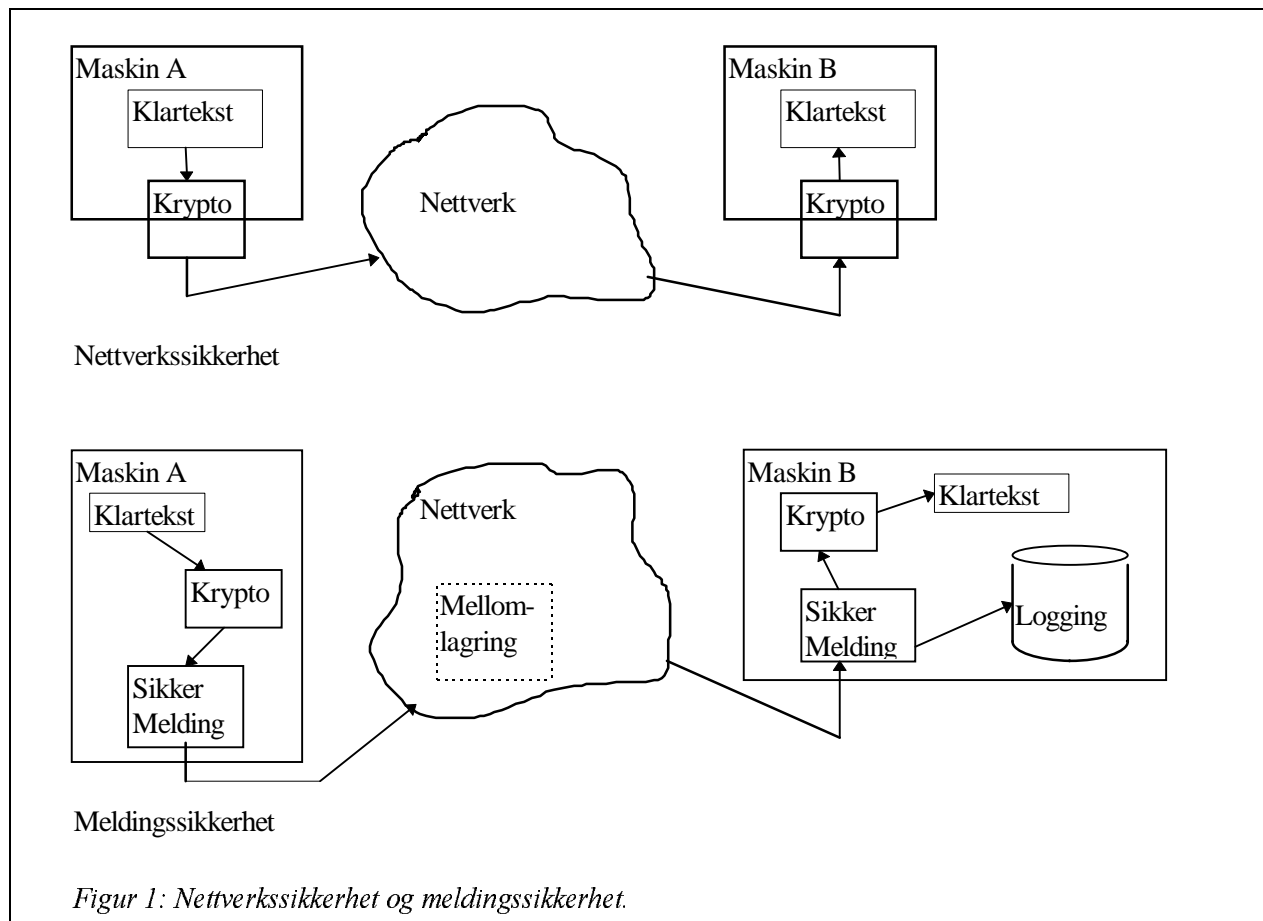 Maskin A
Klartekst
Krypto
Nettverk
Maskin B
Klartekst
Krypto
Nettverkssikkerhet
Maskin A
Klartekst
Krypto
Sikker
Melding
Nettverk
Mellom-
lagring
Maskin B
Krypto
Klartekst
Sikker
Melding
Logging
Meldingssikkerhet
Figur 1: Nettverkssikkerhet og meldingssikkerhet.